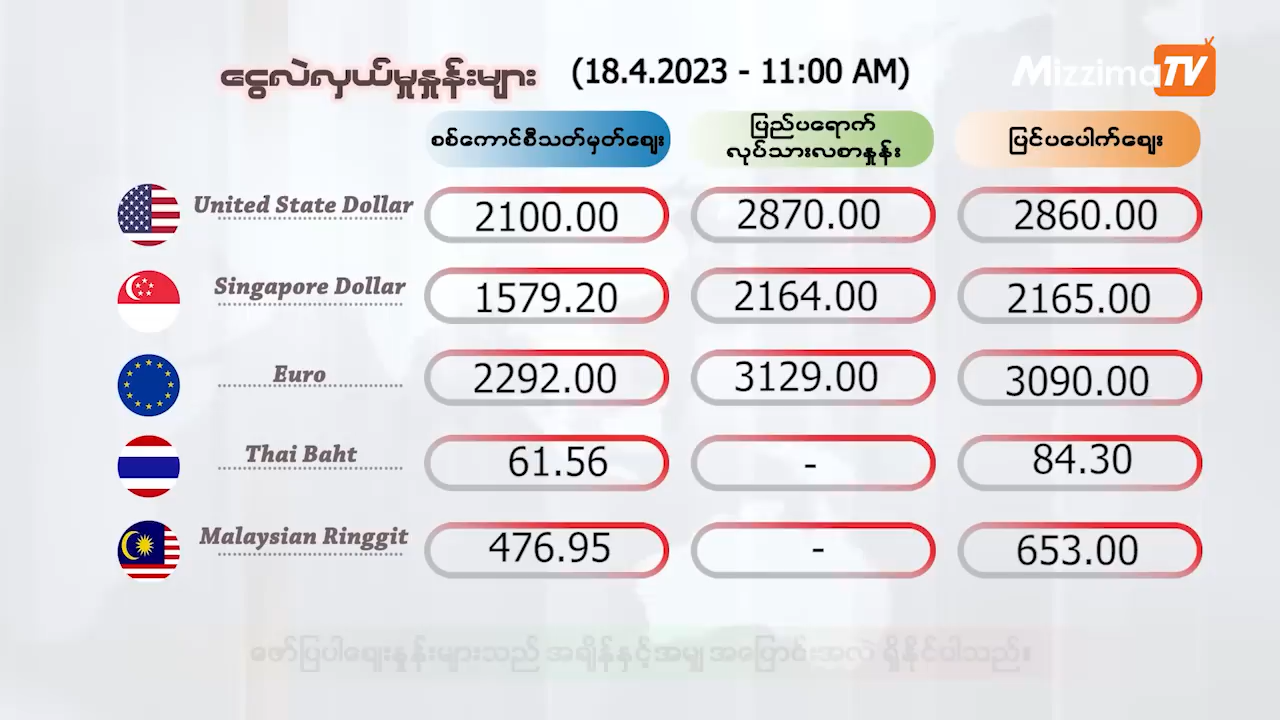 ငွေလဲလှယ်မှုနှုန်းများ (18.4.2023 - 11:00 AM)
MizzimaTV
စစ်ကောင်စီသတ်မှတ်ဈေး
ပြည်ပရောက်
လုပ်သားလစာနှုန်း
ပြင်ပပေါက်ဈေး
United State Dollar 2100.00 2870.00 2860.00
Singapore Dollar 1579.20 2164.00 2165.00
Euro 2292.00 3129.00 3090.00
Thai Baht 61.56 - 84.30
Malaysian Ringgit 476.95 - 653.00
ဖော်ပြပါဈေးနှုန်းများသည် အချိန်နှင့်အမျှ အပြောင်းအလဲ ရှိနိုင်ပါသည်။